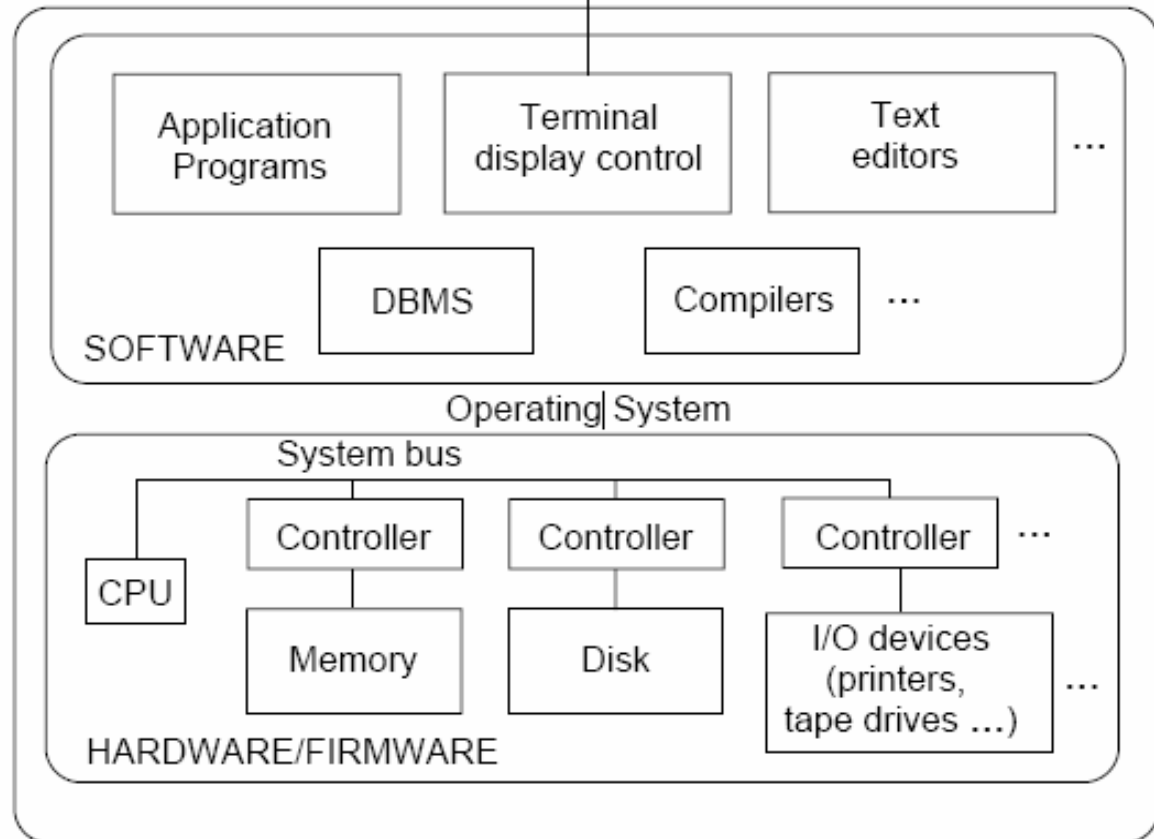 Application
Programs
Terminal
display control
Text
editors
...
DBMS
Compilers
...
SOFTWARE
Operating System
System bus
Controller
Controller
Controller
...
CPU
Memory
Disk
I/O devices
(printers,
tape drives ...)
...
HARDWARE/FIRMWARE